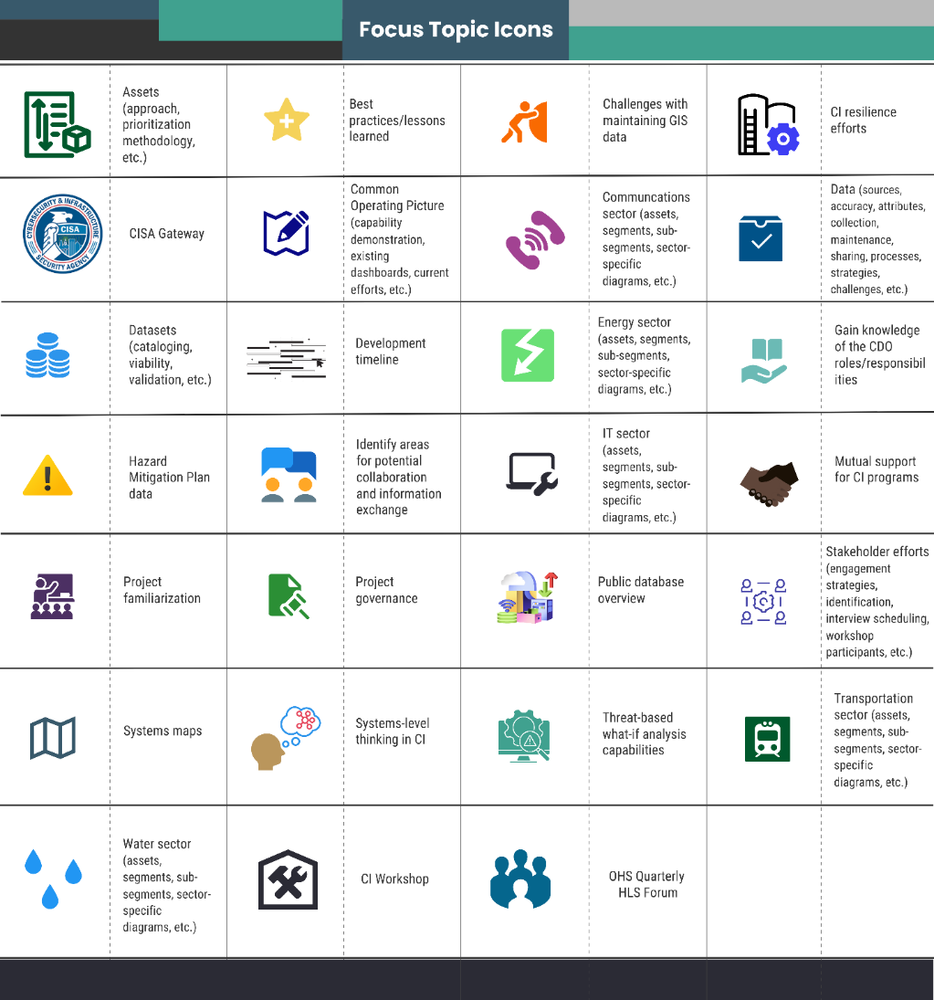 Focus Topic Icons
Assets
(approach,
prioritization
methodology,
etc.)
Best
practices/lessons
learned
Challenges with
maintaining GIS
data
CI resilience
efforts
CYBERSECURITY & INFRASTRUCTURE
CISA
SECURITY AGENCY
CISA Gateway
Common
Operating Picture
(capability
demonstration,
existing
dashboards, current
efforts, etc.)
Communcations
sector (assets,
segments, sub-
segments, sector-
specific
diagrams, etc.)
Data (sources,
accuracy, attributes,
collection,
maintenance,
sharing, processes,
strategies,
challenges, etc.)
Datasets
(cataloging,
viability,
validation, etc.)
Development
timeline
Energy sector
(assets, segments,
sub-segments,
sector-specific
diagrams, etc.)
Gain knowledge
of the CDO
roles/responsibil
ities
Hazard
Mitigation Plan
data
Identify areas
for potential
collaboration
and information
exchange
IT sector
(assets,
segments, sub-
segments, sector-
specific
diagrams, etc.)
Mutual support
for CI programs
Project
familiarization
Project
governance
Public database
overview
Stakeholder efforts
(engagement
strategies,
identification,
interview scheduling,
workshop
participants, etc.)
Systems maps
Systems-level
thinking in CI
Threat-based
what-if analysis
capabilities
Transportation
sector (assets,
segments, sub-
segments, sector-
specific
diagrams, etc.)
Water sector
(assets,
segments, sub-
segments, sector-
specific
diagrams, etc.)
CI Workshop
OHS Quarterly
HLS Forum